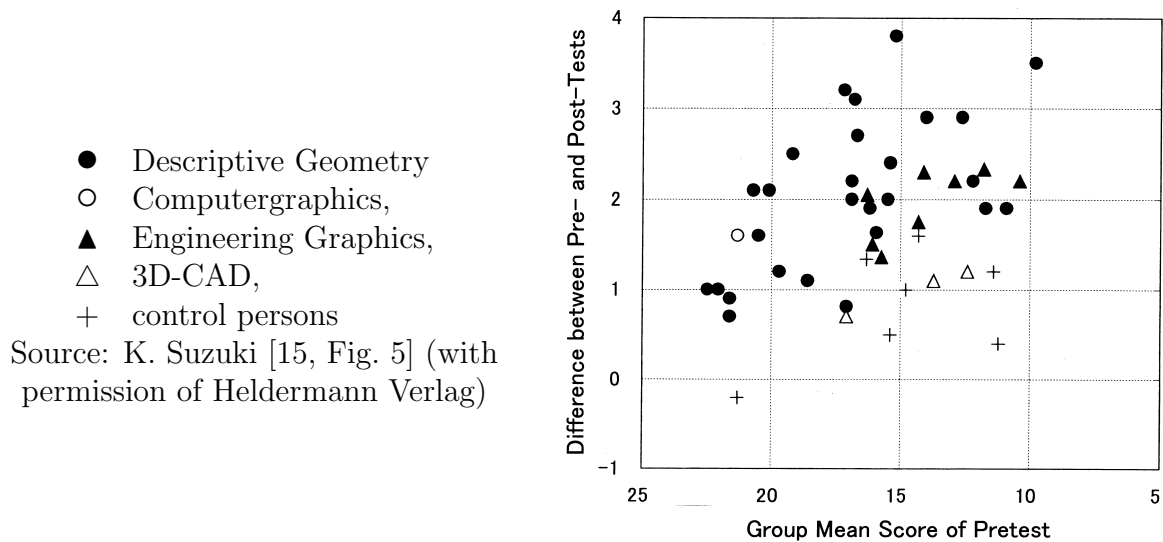 Descriptive Geometry
Computergraphics,
Engineering Graphics,
3D-CAD,
control persons
Source: K. Suzuki [15, Fig. 5] (with
permission of Heldermann Verlag)
Difference between Pre- and Post-Tests
4
3
2
1
0
-1
25 20 15 10 5
Group Mean Score of Pretest